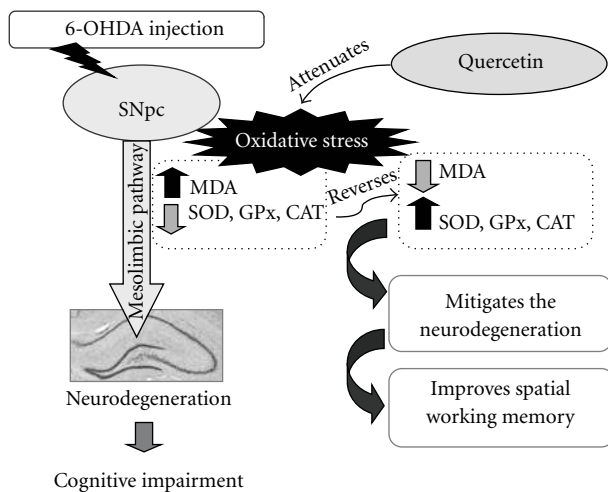 6-OHDA injection
SNpc
Attenuates
Quercetin
Oxidative stress
Mesolimbic pathway
MDA
SOD, GPx, CAT
Reverses
MDA
SOD, GPx, CAT
Mitigates the
neurodegeneration
Improves spatial
working memory
Neurodegeneration
Cognitive impairment